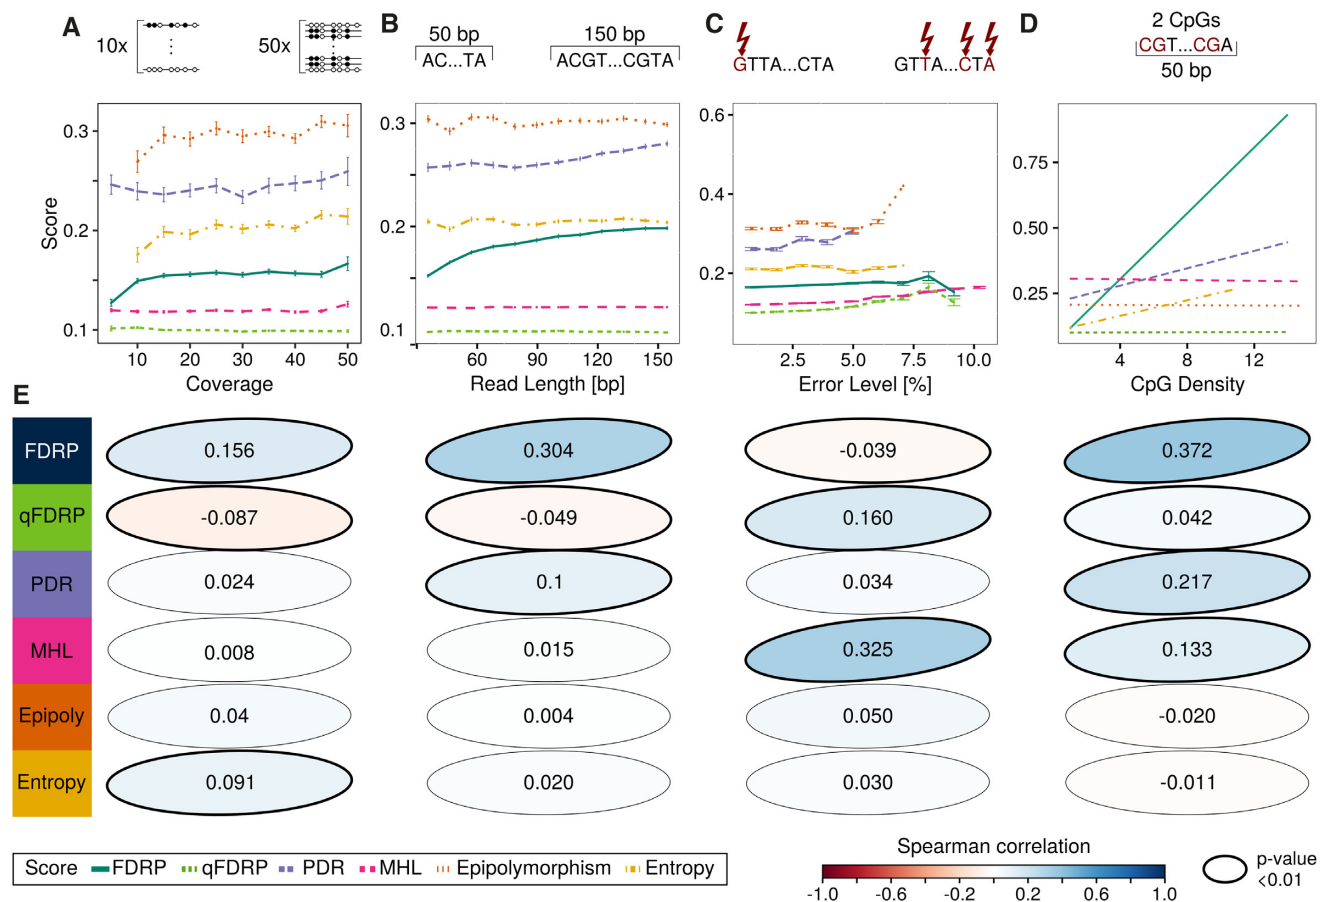 A
10x
50x
B
50 bp
AC...TA
150 bp
ACGT...CGTA
C
GTTA...CTA
GTTA...CTA
D
2 CpGs
CGT...CGA
50 bp
Score
0.3
0.2
0.1
10
20
30
40
50
Coverage
0.3
0.2
0.1
60
90
120
150
Read Length [bp]
0.6
0.4
0.2
2.5
5.0
7.5
10.0
Error Level [%]
0.75
0.50
0.25
4
8
12
CpG Density
E
FDRP
0.156
0.304
-0.039
0.372
qFDRP
-0.087
-0.049
0.160
0.042
PDR
0.024
0.1
0.034
0.217
MHL
0.008
0.015
0.325
0.133
Epipoly
0.04
0.004
0.050
-0.020
Entropy
0.091
0.020
0.030
-0.011
Score FDRP qFDRP PDR MHL Epipolymorphism Entropy
Spearman correlation
-1.0 -0.6 -0.2 0.2 0.6 1.0
p-value
<0.01